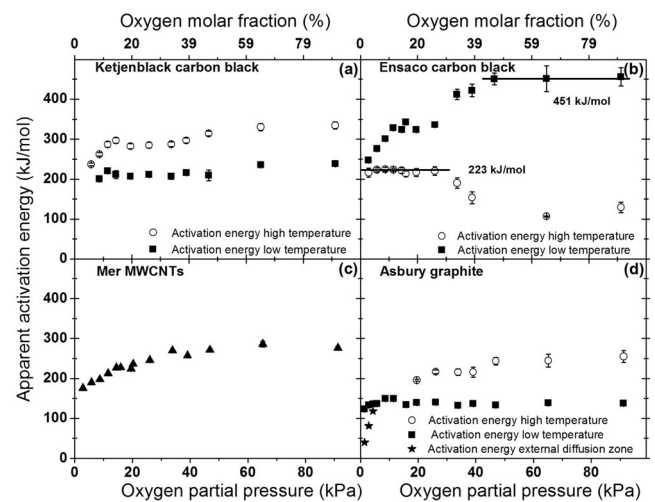 Oxygen molar fraction (%)
Oxygen molar fraction (%)
0 20 39 59 79
0 20 39 59 79
Apparent activation energy (kJ/mol)
Ketjenblack carbon black (a)
400
300
200
100
0
Activation energy high temperature
Activation energy low temperature
Ensaco carbon black (b)
451 kJ/mol
223 kJ/mol
Activation energy high temperature
Activation energy low temperature
Mer MWCNTs (c)
400
300
200
100
0
0 20 40 60 80
Oxygen partial pressure (kPa)
Asbury graphite (d)
Activation energy high temperature
Activation energy low temperature
Activation energy external diffusion zone
0 20 40 60 80
Oxygen partial pressure (kPa)